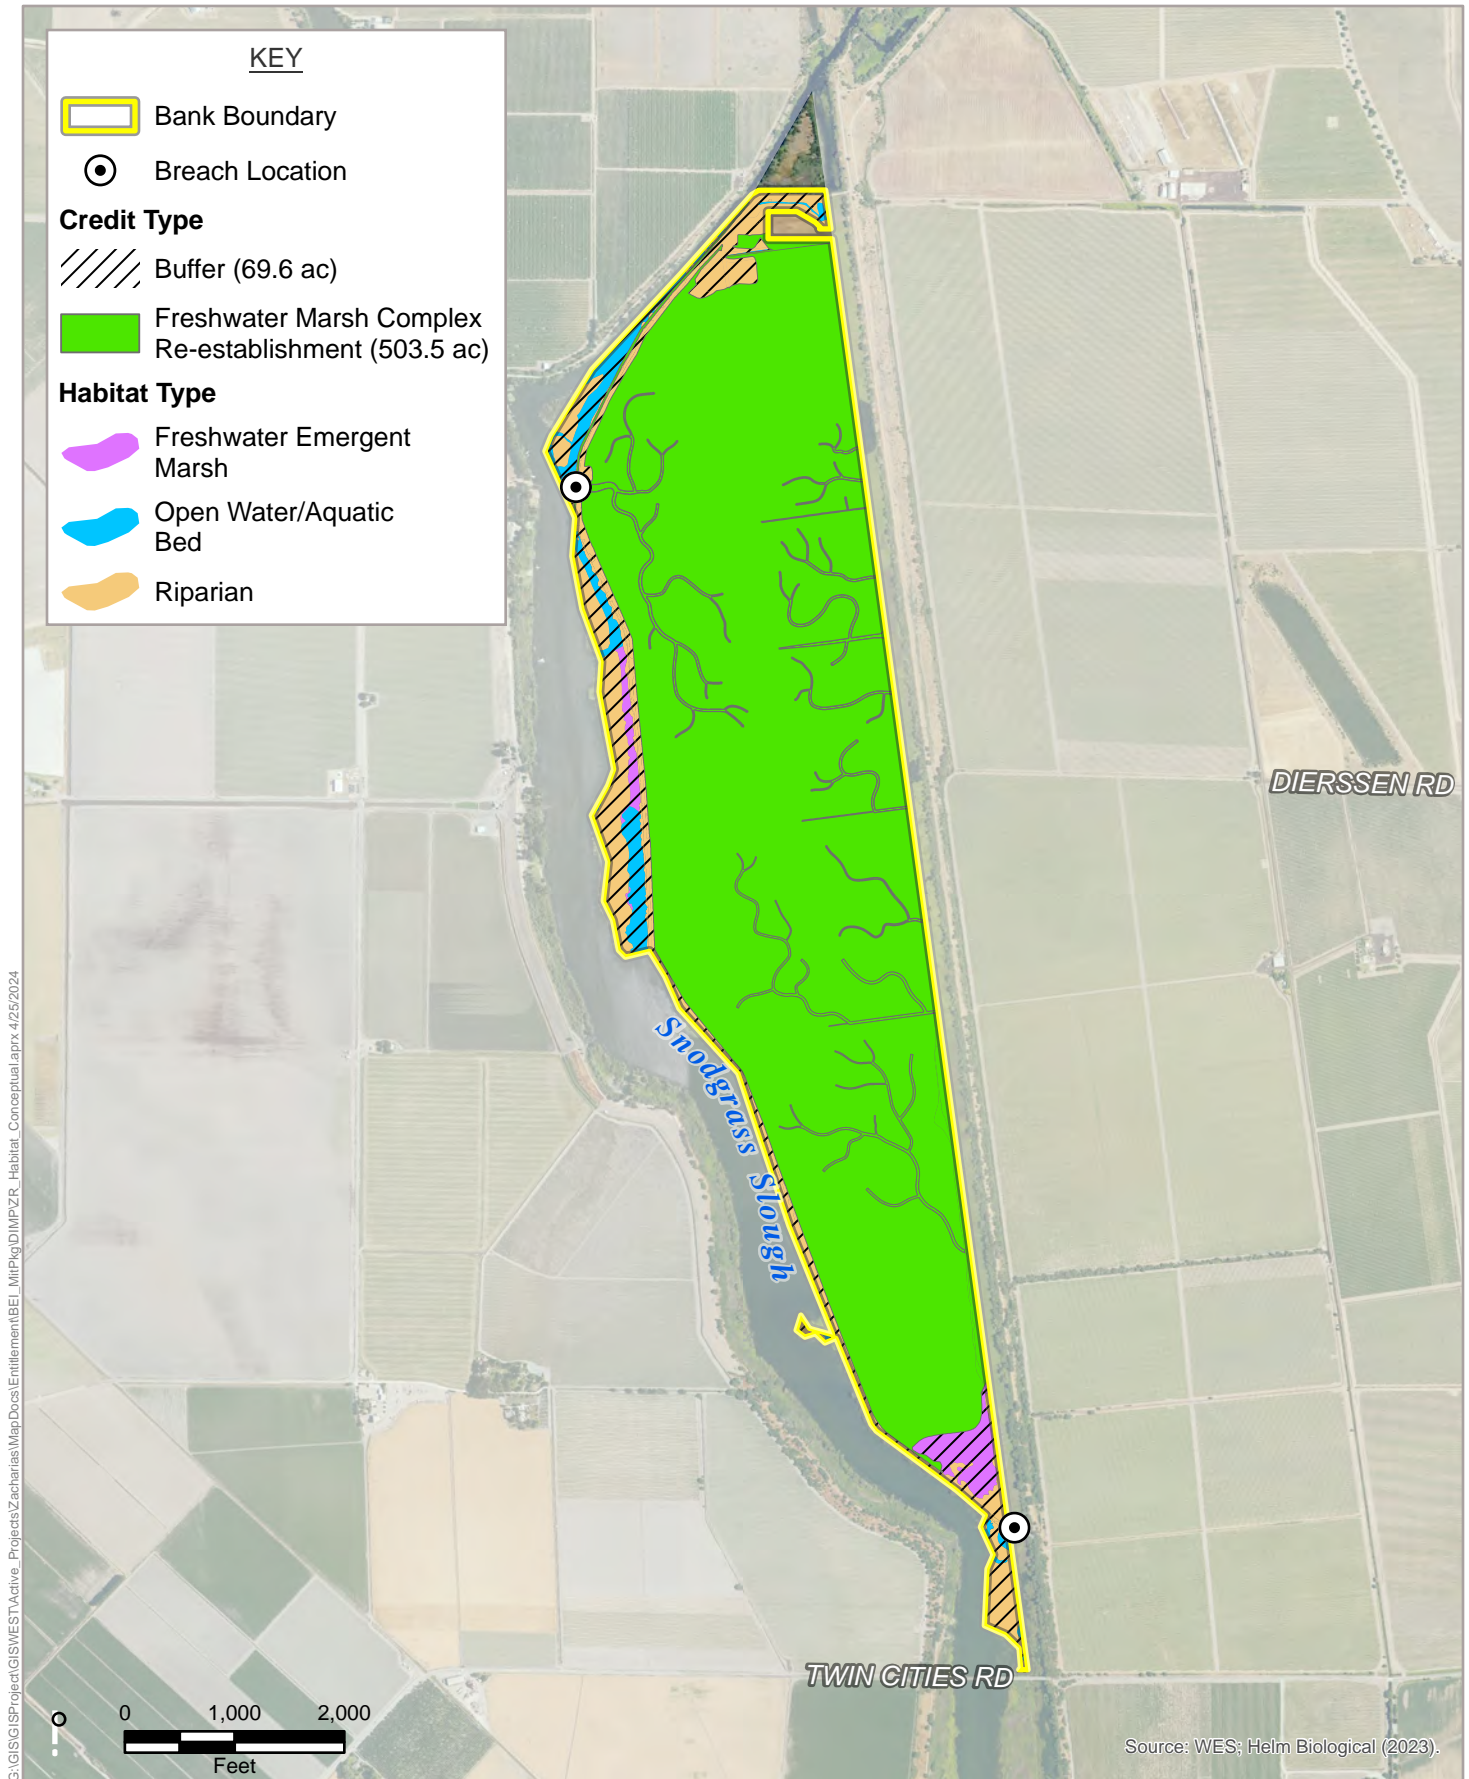 KEY
Bank Boundary
Breach Location
Credit Type
Buffer (69.6 ac)
Freshwater Marsh Complex
Re-establishment (503.5 ac)
Habitat Type
Freshwater Emergent
Marsh
Open Water/Aquatic
Bed
Riparian
DIERSSEN RD
Snodgrass Slough
TWIN CITIES RD
0 1,000 2,000
Feet
Source: WES; Helm Biological (2023).
G:\GIS\GISProject\GISWEST\Active_Projects\Zacharias\MapDocs\Entitlement\BEI_MitPkg\DIMP\ZR_Habitat_Conceptual.aprx 4/25/2024